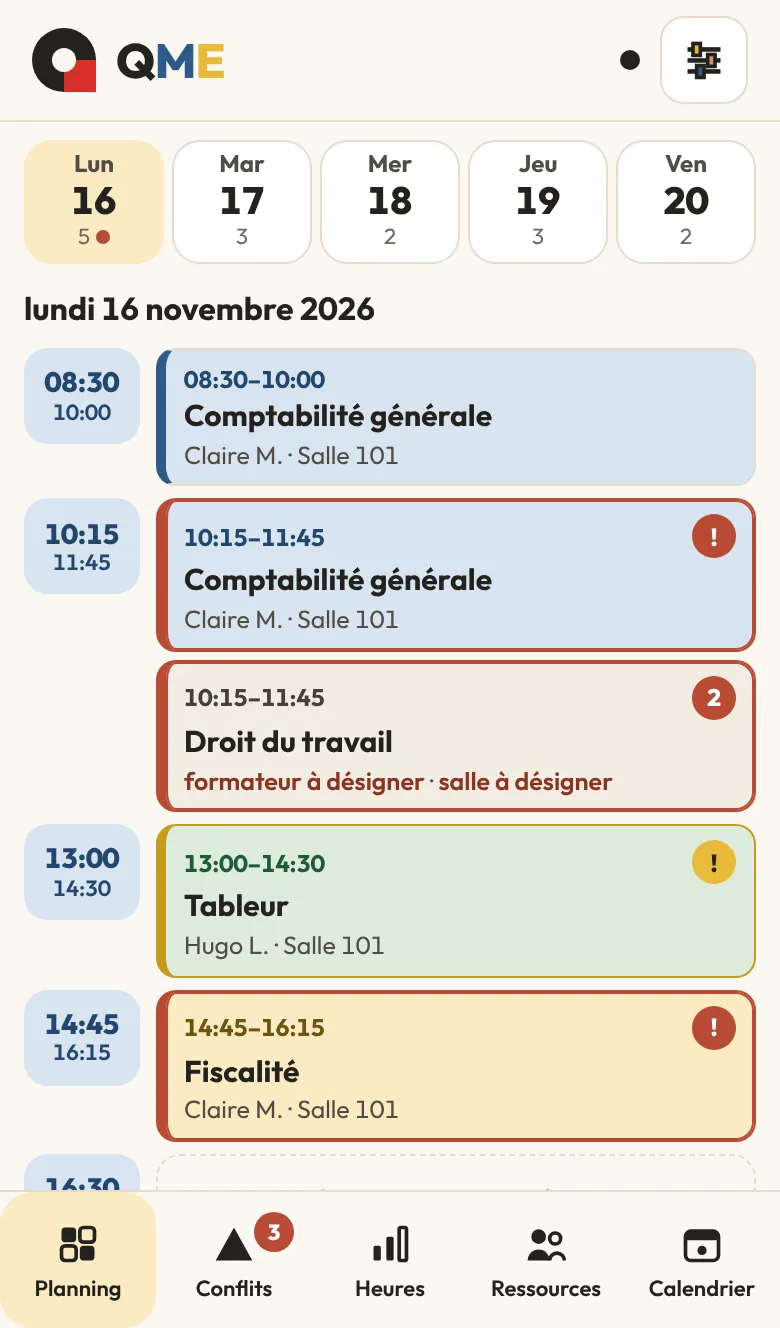 QME
Lun
16
5
Mar
17
3
Mer
18
2
Jeu
19
3
Ven
20
2
lundi 16 novembre 2026
08:30
10:00
08:30–10:00
Comptabilité générale
Claire M. · Salle 101
10:15
11:45
10:15–11:45
!
Comptabilité générale
Claire M. · Salle 101
10:15–11:45
2
Droit du travail
formateur à désigner · salle à désigner
13:00
14:30
13:00–14:30
!
Tableur
Hugo L. · Salle 101
14:45
16:15
14:45–16:15
!
Fiscalité
Claire M. · Salle 101
16:30
Planning
3
Conflits
Heures
Ressources
Calendrier